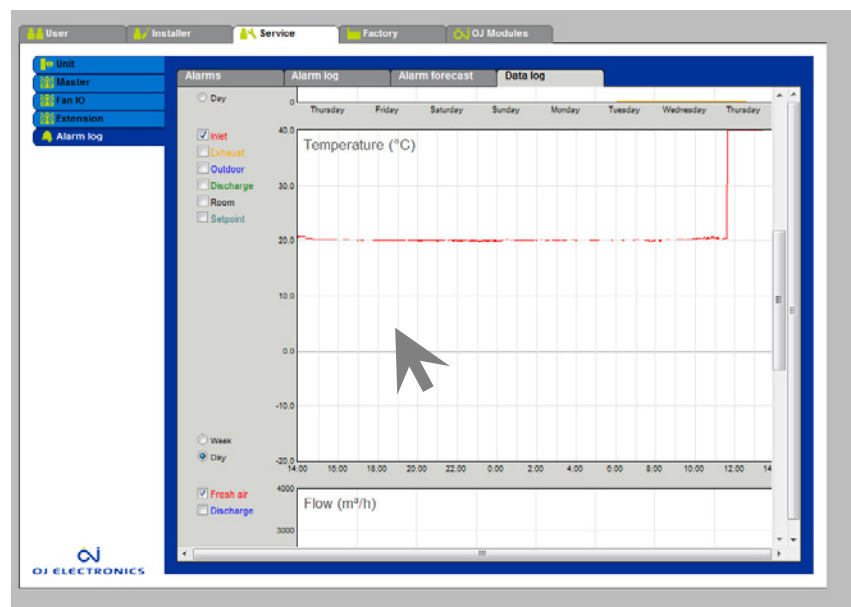 User Installer Service Factory OJ Modules
Unit
Master
Fan IO
Extension
Alarm log
Alarms Alarm log Alarm forecast Data log
Day
0
Thursday Friday Saturday Sunday Monday Tuesday Wednesday Thursday
Inlet
Exhaust
Outdoor
Discharge
Room
Setpoint
Temperature (°C)
40.0
30.0
20.0
10.0
0.0
-10.0
-20.0
Week
Day
14.00 16.00 18.00 20.00 22.00 0.00 2.00 4.00 6.00 8.00 10.00 12.00 14
Fresh air
Discharge
4000
Flow (m³/h)
3000
OJ ELECTRONICS